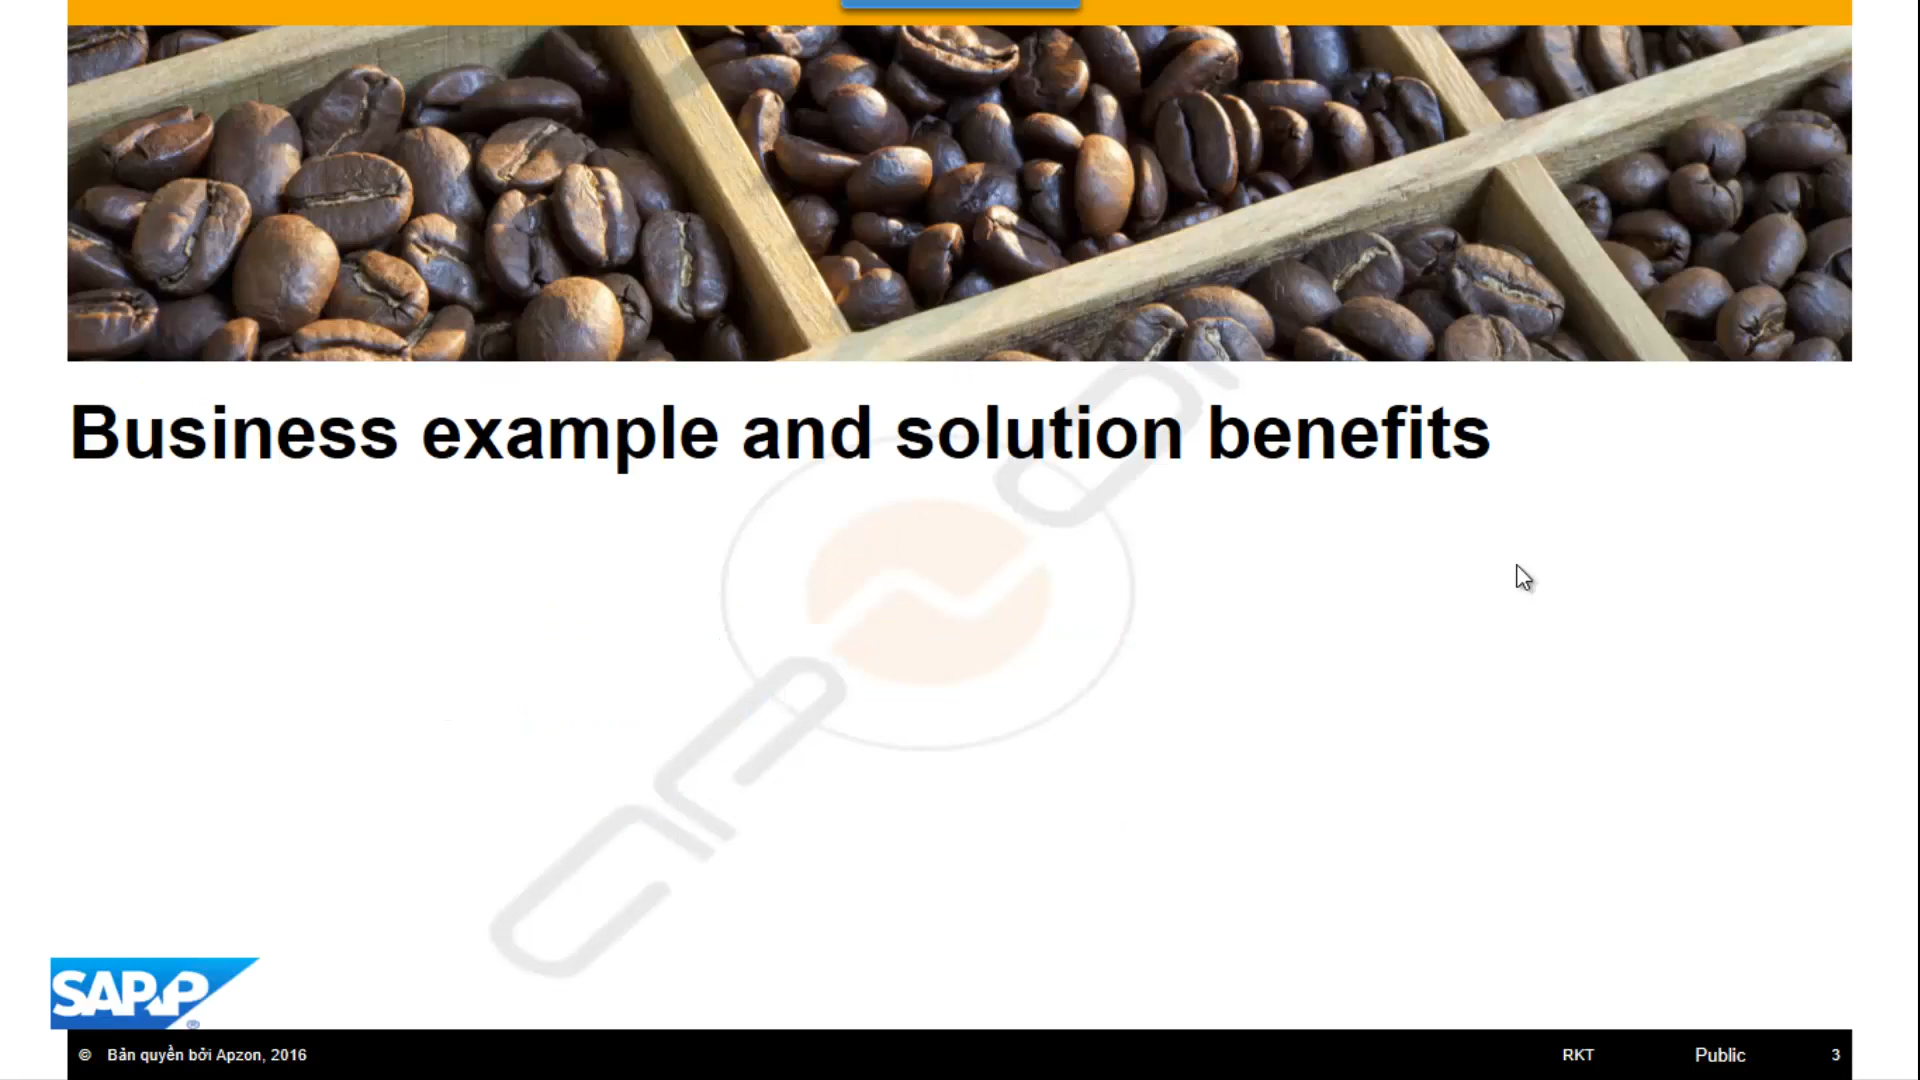 Business example and solution benefits
SAP
® 
© Bản quyền bởi Apzon, 2016
RKT
Public
3